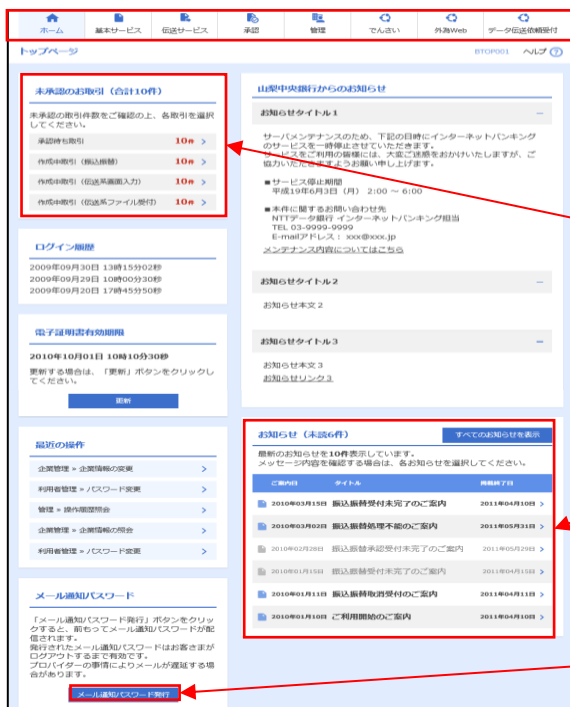 ホーム 基本サービス 伝送サービス 承認 管理 でんさい 外為Web データ伝送依頼受付
トップページ
BTOP001 ヘルプ ?
未承認のお取引（合計10件）
未承認の取引件数をご確認の上、各取引を選択
してください。
承認待ち取引 10件
作成中取引（振込振替） 10件
作成中取引（伝送系画面入力） 10件
作成中取引（伝送系ファイル受付） 10件
ログイン履歴
2009年09月30日 13時15分02秒
2009年09月29日 10時00分30秒
2009年09月20日 17時45分50秒
電子証明書有効期限
2010年10月01日 10時10分30秒
更新する場合は、「更新」ボタンをクリックし
てください。
更新
最近の操作
企業管理 » 企業情報の変更
利用者管理 » パスワード変更
管理 » 操作履歴照会
企業管理 » 企業情報の照会
利用者管理 » パスワード変更
メール通知パスワード
「メール通知パスワード発行」ボタンをクリッ
クすると、前もってメール通知パスワードが配
信されます。
発行されたメール通知パスワードはお客さまが
ログアウトするまで有効です。
プロバイダーの事情によりメールが遅延する場
合があります。
メール通知パスワード発行
山梨中央銀行からのお知らせ
お知らせタイトル1
サーバメンテナンスのため、下記の日時にインターネットバンキング
のサービスを一時停止させていただきます。
サービスをご利用の皆様には、大変ご迷惑をおかけいたしますが、ご
協力いただきますようお願い申し上げます。
■サービス停止期間
平成19年6月3日（月） 2:00 ～ 6:00
■本件に関するお問い合わせ先
NTTデータ銀行 インターネットバンキング担当
TEL 03-9999-9999
E-mailアドレス： xxx@xxx.jp
メンテナンス内容についてはこちら
お知らせタイトル2
お知らせ本文2
お知らせタイトル3
お知らせ本文3
お知らせリンク3
お知らせ（未読6件）
すべてのお知らせを表示
最新のお知らせを10件表示しています。
メッセージ内容を確認する場合は、各お知らせを選択してください。
ご案内日 タイトル 掲載終了日
2010年03月15日 振込振替受付未完了のご案内 2011年04月10日
2010年03月02日 振込振替処理不能のご案内 2011年05月31日
2010年02月28日 振込振替承認受付未完了のご案内 2011年05月29日
2010年01月15日 振込振替受付未完了のご案内 2011年04月15日
2010年01月11日 振込振替取消受付のご案内 2011年04月11日
2010年01月10日 ご利用開始のご案内 2011年04月10日